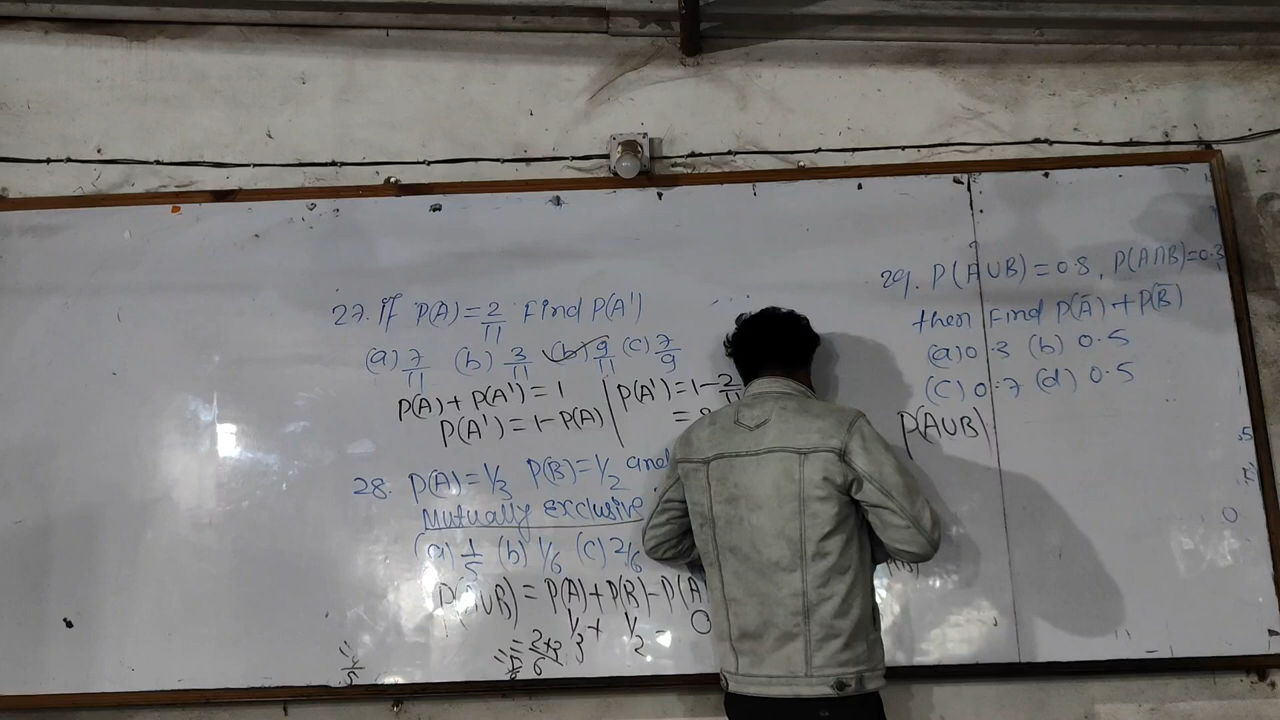 27. If P(A) = 2/11 Find P(A')
(a) 7/11 (b) 3/11 (b) 9/11 (c) 7/9
P(A) + P(A') = 1
P(A') = 1 - P(A)
P(A') = 1 - 2/11
=
28. P(A) = 1/3 P(B) = 1/2 and
Mutually exclusive
(a) 1/5 (b) 1/6 (c) 2/6
P(AUB) = P(A) + P(B) - P(A
1/3 + 1/2 - 0
29. P(AUB) = 0.8, P(A∩B) = 0.3
then Find P(Ā) + P(B̄)
(a) 0.3 (b) 0.5
(C) 0.7 (d) 0.5
P(AUB)